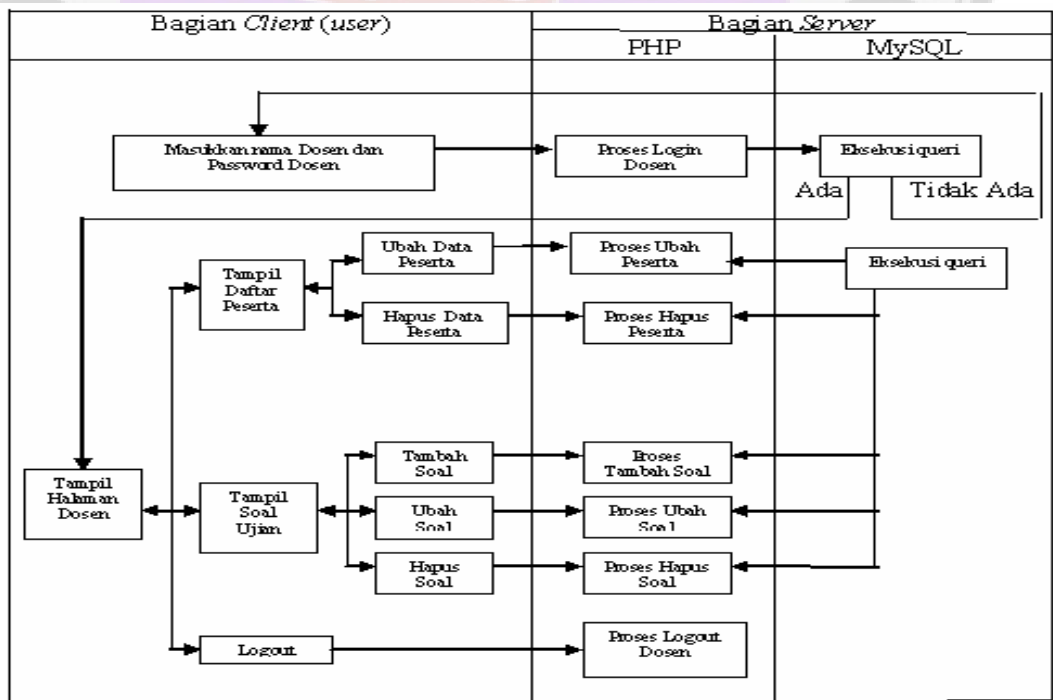 Bagian Client (user)
Bagian Server
PHP
MySQL
Masukkan nama Dosen dan
Password Dosen
Proses Login
Dosen
Eksekusi queri
Ada
Tidak Ada
Ubah Data
Peserta
Proses Ubah
Peserta
Eksekusi queri
Tampil
Daftar
Peserta
Hapus Data
Peserta
Proses Hapus
Peserta
Tambah
Soal
Proses
Tambah Soal
Tampil
Halaman
Dosen
Tampil
Soal
Ujian
Ubah
Soal
Proses Ubah
Soal
Hapus
Soal
Proses Hapus
Soal
Logout
Proses Logout
Dosen